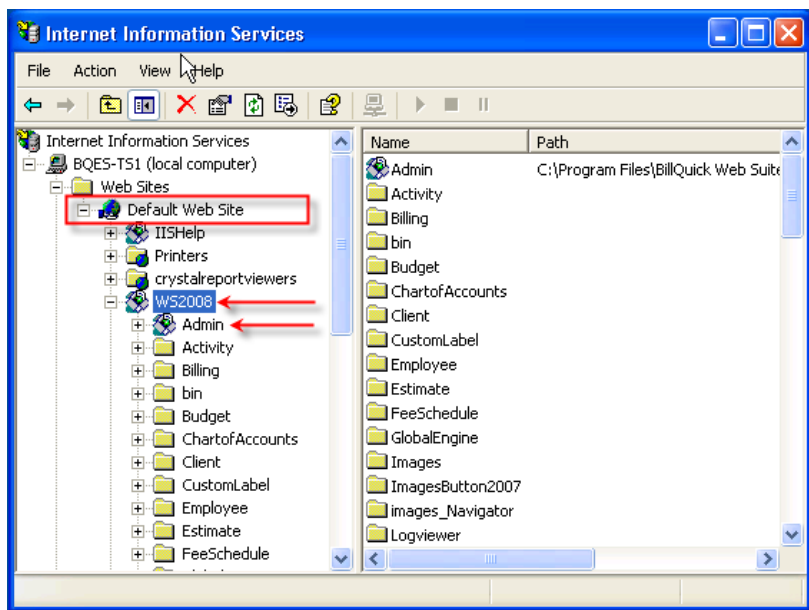 Internet Information Services
File Action View Help
Internet Information Services
BQES-TS1 (local computer)
Web Sites
Default Web Site
IISHelp
Printers
crystalreportviewers
WS2008
Admin
Activity
Billing
bin
Budget
ChartofAccounts
Client
CustomLabel
Employee
Estimate
FeeSchedule
Name Path
Admin C:\Program Files\BillQuick Web Suite
Activity
Billing
bin
Budget
ChartofAccounts
Client
CustomLabel
Employee
Estimate
FeeSchedule
GlobalEngine
Images
ImagesButton2007
images_Navigator
Logviewer